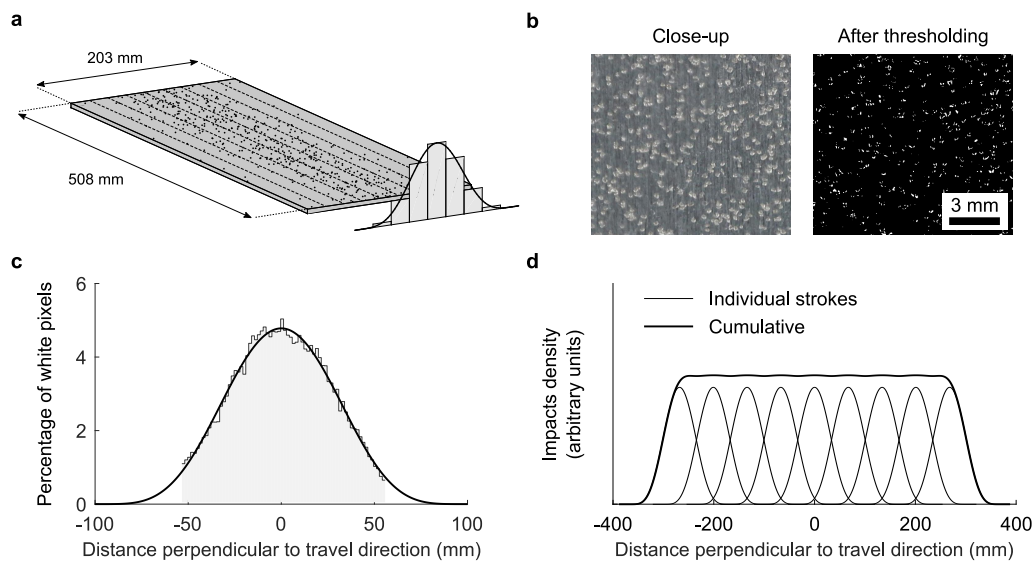 a
203 mm
508 mm
b
Close-up
After thresholding
3 mm
c
Percentage of white pixels
6
4
2
0
-100
-50
0
50
100
Distance perpendicular to travel direction (mm)
d
Impacts density
(arbitrary units)
Individual strokes
Cumulative
−400
−200
0
200
400
Distance perpendicular to travel direction (mm)